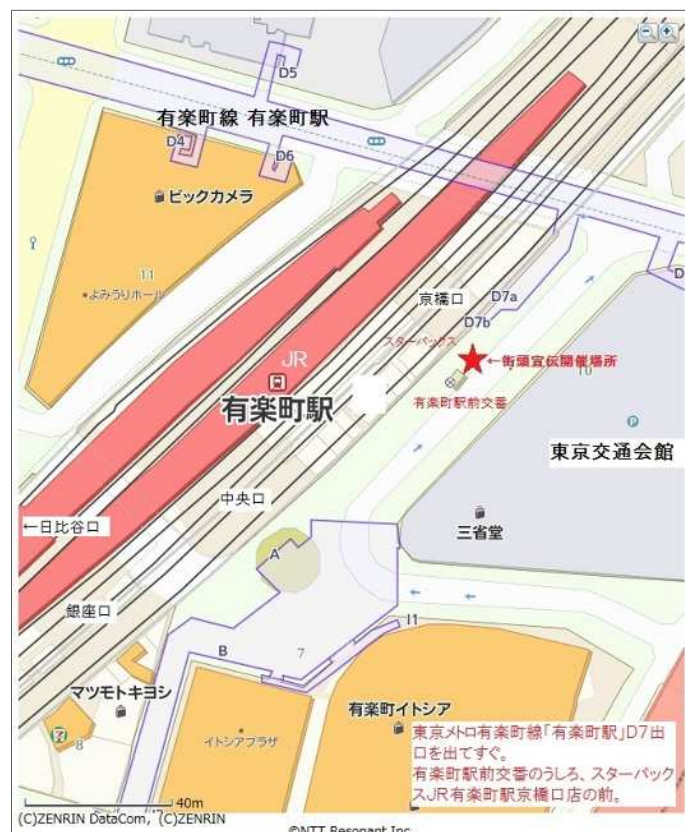 D5
有楽町線 有楽町駅
D4
D6
ビックカメラ
11
よみうりホール
京橋口
D7a
D7b
スターバックス
←街頭宣伝開催場所
10
JR
有楽町駅
有楽町駅前交番
東京交通会館
中央口
三省堂
←日比谷口
A
銀座口
I1
B
7
マツモトキヨシ
有楽町イトシア
8
イトシアプラザ
東京メトロ有楽町線「有楽町駅」D7出
口を出てすぐ。
有楽町駅前交番のうしろ、スターバック
スJR有楽町駅京橋口店の前。
40m
(C)ZENRIN DataCom, (C)ZENRIN
©NTT Resonant Inc.